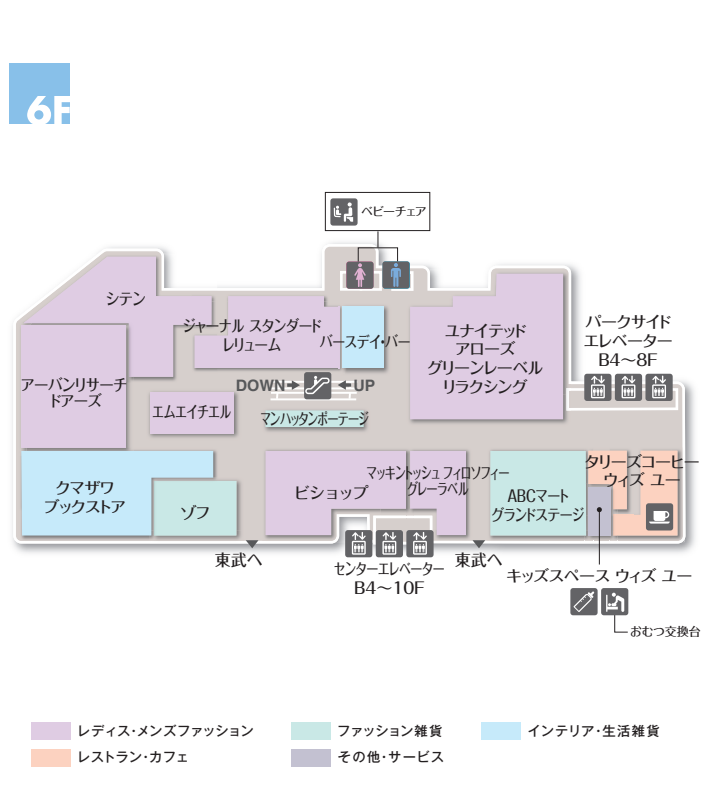 6F
ベビーチェア
シテン
ジャーナル スタンダード
レリューム
バースデイ・バー
ユナイテッド
アローズ
グリーンレーベル
リラクシング
パークサイド
エレベーター
B4〜8F
アーバンリサーチ
ドアーズ
DOWN
UP
エムエイチエル
マンハッタンポーテージ
クマザワ
ブックストア
ゾフ
ビショップ
マッキントッシュ フィロソフィー
グレーラベル
ABCマート
グランドステージ
タリーズコーヒー
ウィズ ユー
東武へ
センターエレベーター
B4〜10F
東武へ
キッズスペース ウィズ ユー
おむつ交換台
レディス・メンズファッション
ファッション雑貨
インテリア・生活雑貨
レストラン・カフェ
その他・サービス